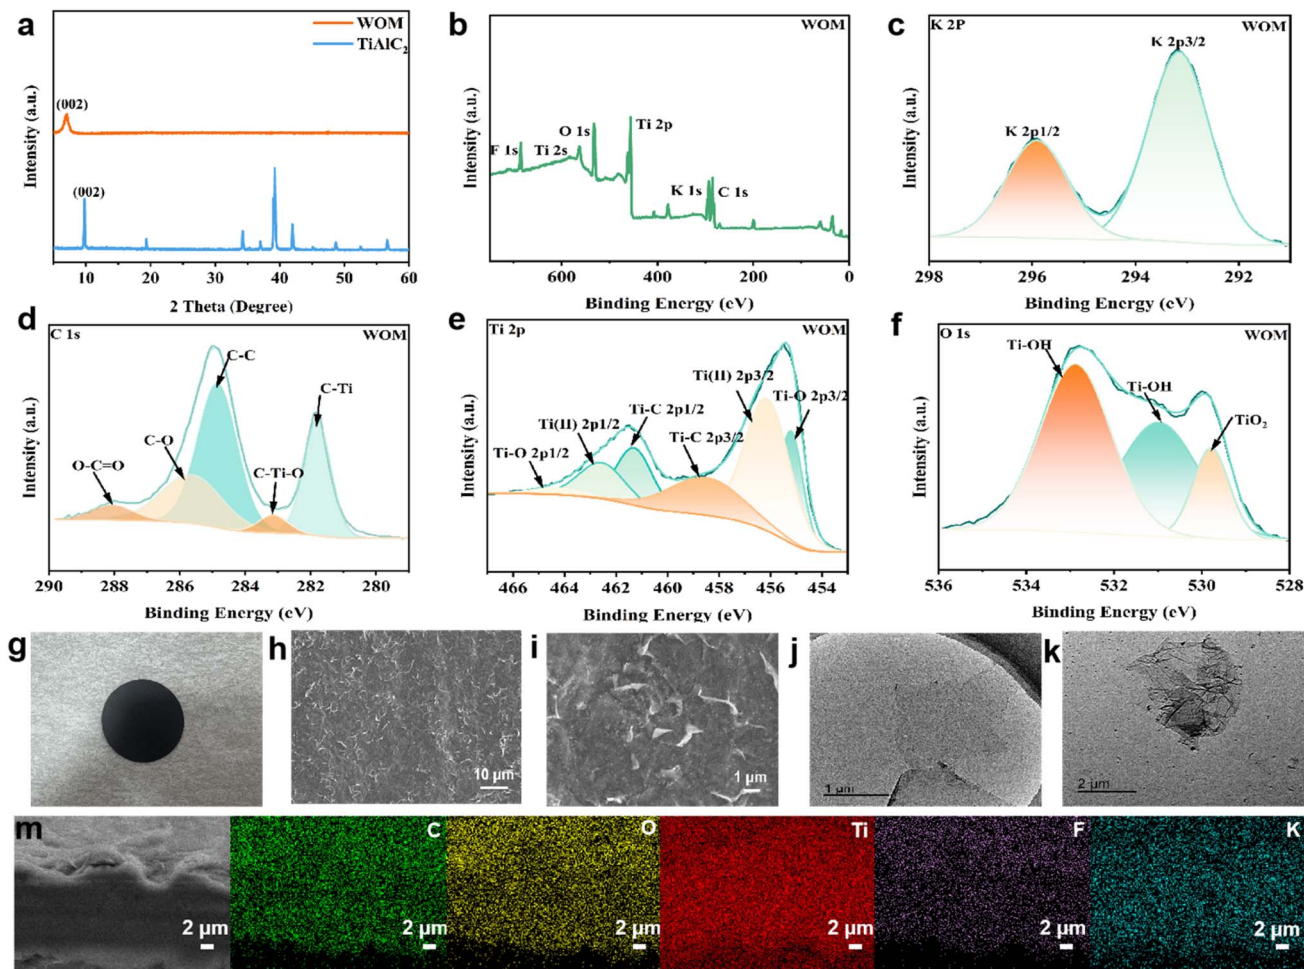 a
WOM
TiAlC2
(002)
(002)
Intensity (a.u.)
10 20 30 40 50 60
2 Theta (Degree)
b
WOM
F 1s
Ti 2s
O 1s
Ti 2p
K 1s
C 1s
Intensity (a.u.)
600 400 200 0
Binding Energy (eV)
c
K 2P
WOM
K 2p1/2
K 2p3/2
Intensity (a.u.)
298 296 294 292
Binding Energy (eV)
d
C 1s
WOM
O-C=O
C-O
C-C
C-Ti-O
C-Ti
Intensity (a.u.)
290 288 286 284 282 280
Binding Energy (eV)
e
Ti 2p
WOM
Ti-O 2p1/2
Ti(II) 2p1/2
Ti-C 2p1/2
Ti-C 2p3/2
Ti(II) 2p3/2
Ti-O 2p3/2
Intensity (a.u.)
466 464 462 460 458 456 454
Binding Energy (eV)
f
O 1s
WOM
Ti-OH
Ti-OH
TiO2
Intensity (a.u.)
536 534 532 530 528
Binding Energy (eV)
g
h
10 μm
i
1 μm
j
1 μm
k
2 μm
m
2 μm
C
2 μm
O
2 μm
Ti
2 μm
F
2 μm
K
2 μm